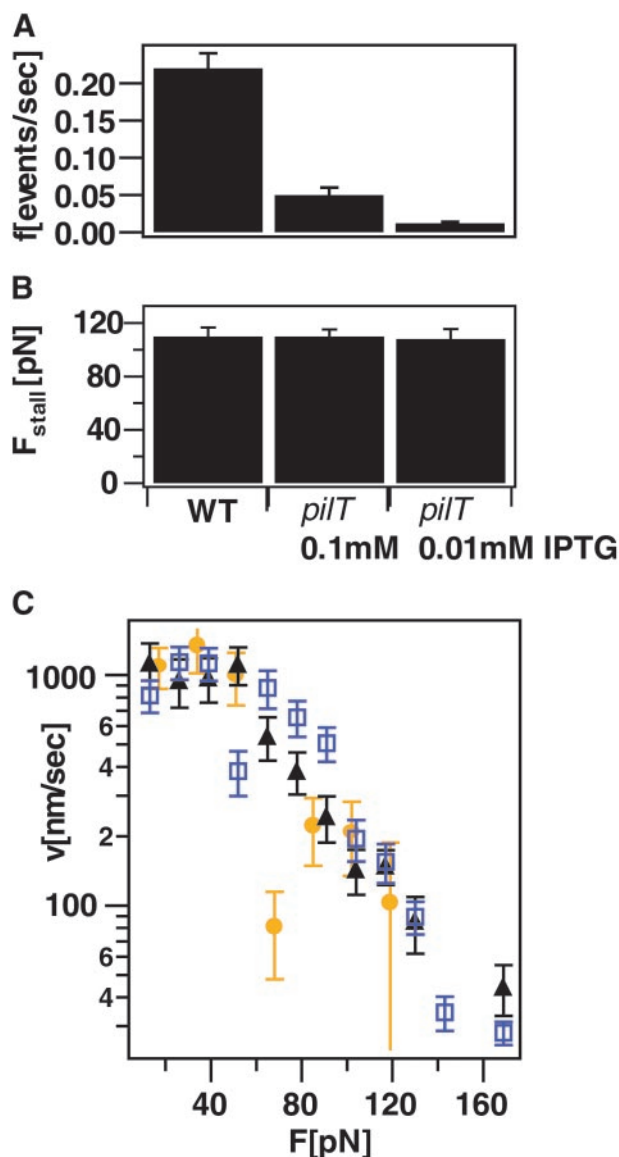 A
f[events/sec]
0.20
0.15
0.10
0.05
0.00
B
F stall [pN]
120
80
40
0
WT pilT pilT
0.1mM 0.01mM IPTG
C
v[nm/sec]
1000
6
4
2
100
6
4
40 80 120 160
F[pN]